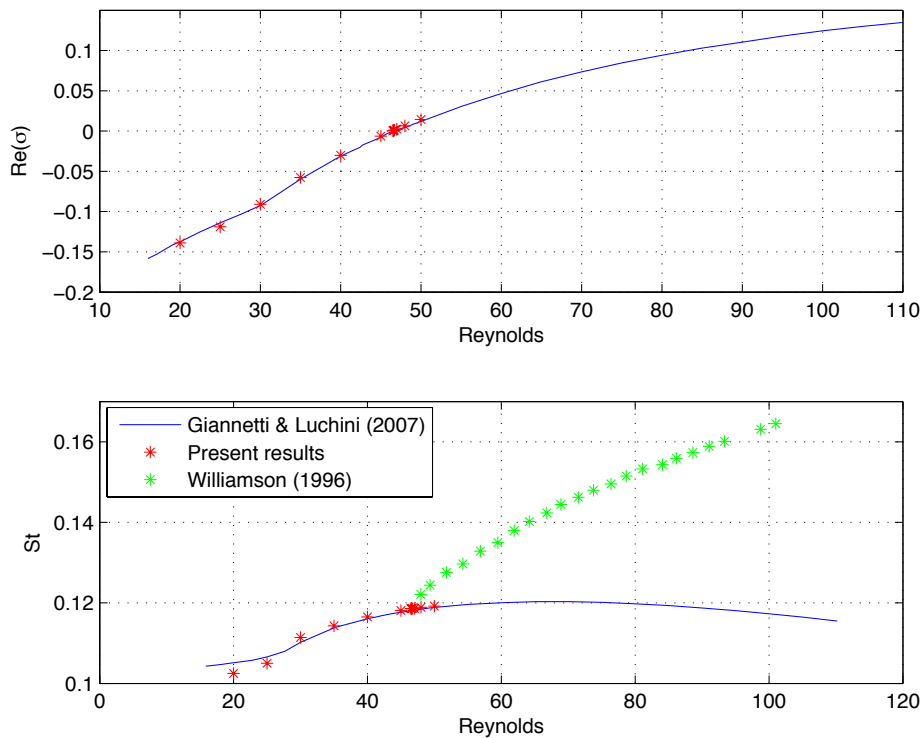 0.1
0.05
0
−0.05
−0.1
−0.15
−0.2
Re(σ)
10 20 30 40 50 60 70 80 90 100 110
Reynolds
0.16
0.14
0.12
0.1
St
Giannetti & Luchini (2007)
Present results
Williamson (1996)
0 20 40 60 80 100 120
Reynolds